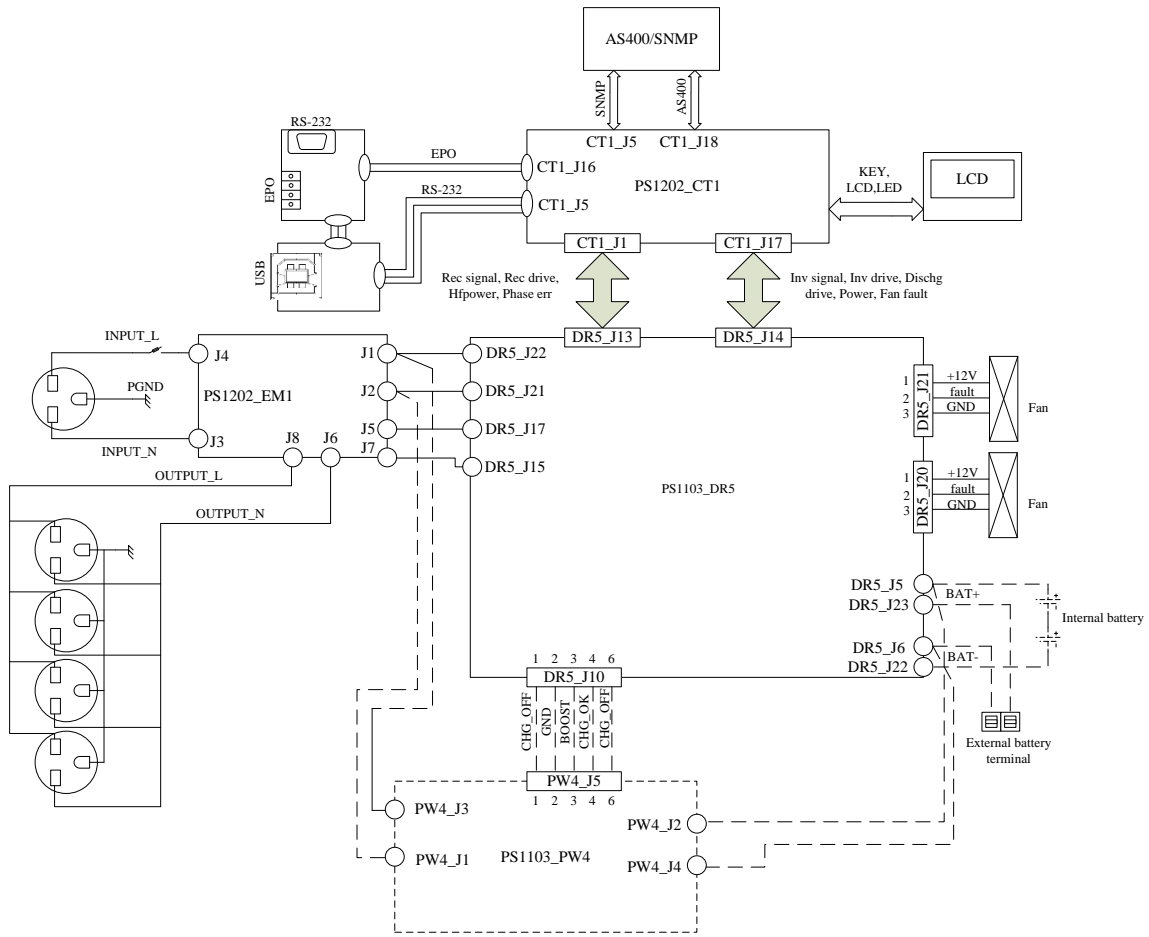 AS400/SNMP
SNMP
AS400
RS-232
EPO
CT1_J5
CT1_J18
EPO
CT1_J16
PS1202_CT1
KEY,
LCD,LED
LCD
RS-232
CT1_J5
USB
CT1_J1
CT1_J17
Rec signal, Rec drive,
Hfpower, Phase err
Inv signal, Inv drive, Dischg
drive, Power, Fan fault
DR5_J13
DR5_J14
INPUT_L
J4
J1
DR5_J22
PGND
PS1202_EM1
J2
DR5_J21
J3
J5
DR5_J17
INPUT_N
J8
J6
J7
DR5_J15
OUTPUT_L
OUTPUT_N
PS1103_DR5
DR5_J21
1
2
3
+12V
fault
GND
Fan
DR5_J20
1
2
3
+12V
fault
GND
Fan
DR5_J5
BAT+
DR5_J23
Internal battery
DR5_J6
BAT-
DR5_J22
External battery
terminal
1 2 3 4 6
DR5_J10
CHG_OFF
GND
BOOST
CHG_OK
CHG_OFF
PW4_J5
1 2 3 4 6
PW4_J3
PW4_J2
PW4_J1
PS1103_PW4
PW4_J4